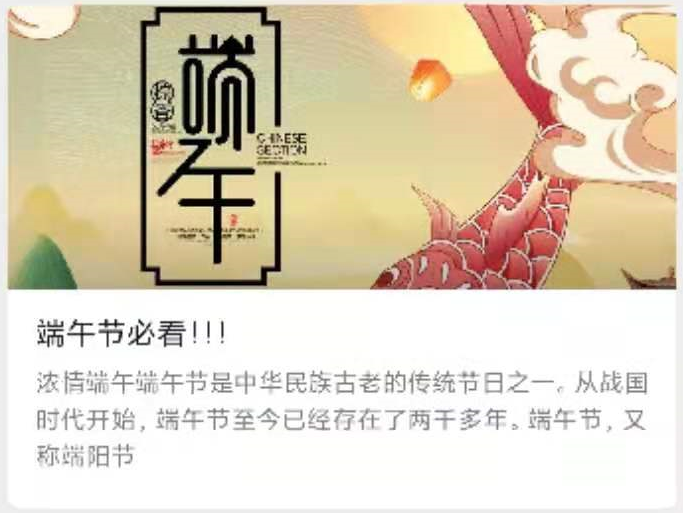 端午
CHINESE
SECTION
端午节必看!!!
浓情端午端午节是中华民族古老的传统节日之一。从战国
时代开始,端午节至今已经存在了两千多年。端午节,又
称端阳节